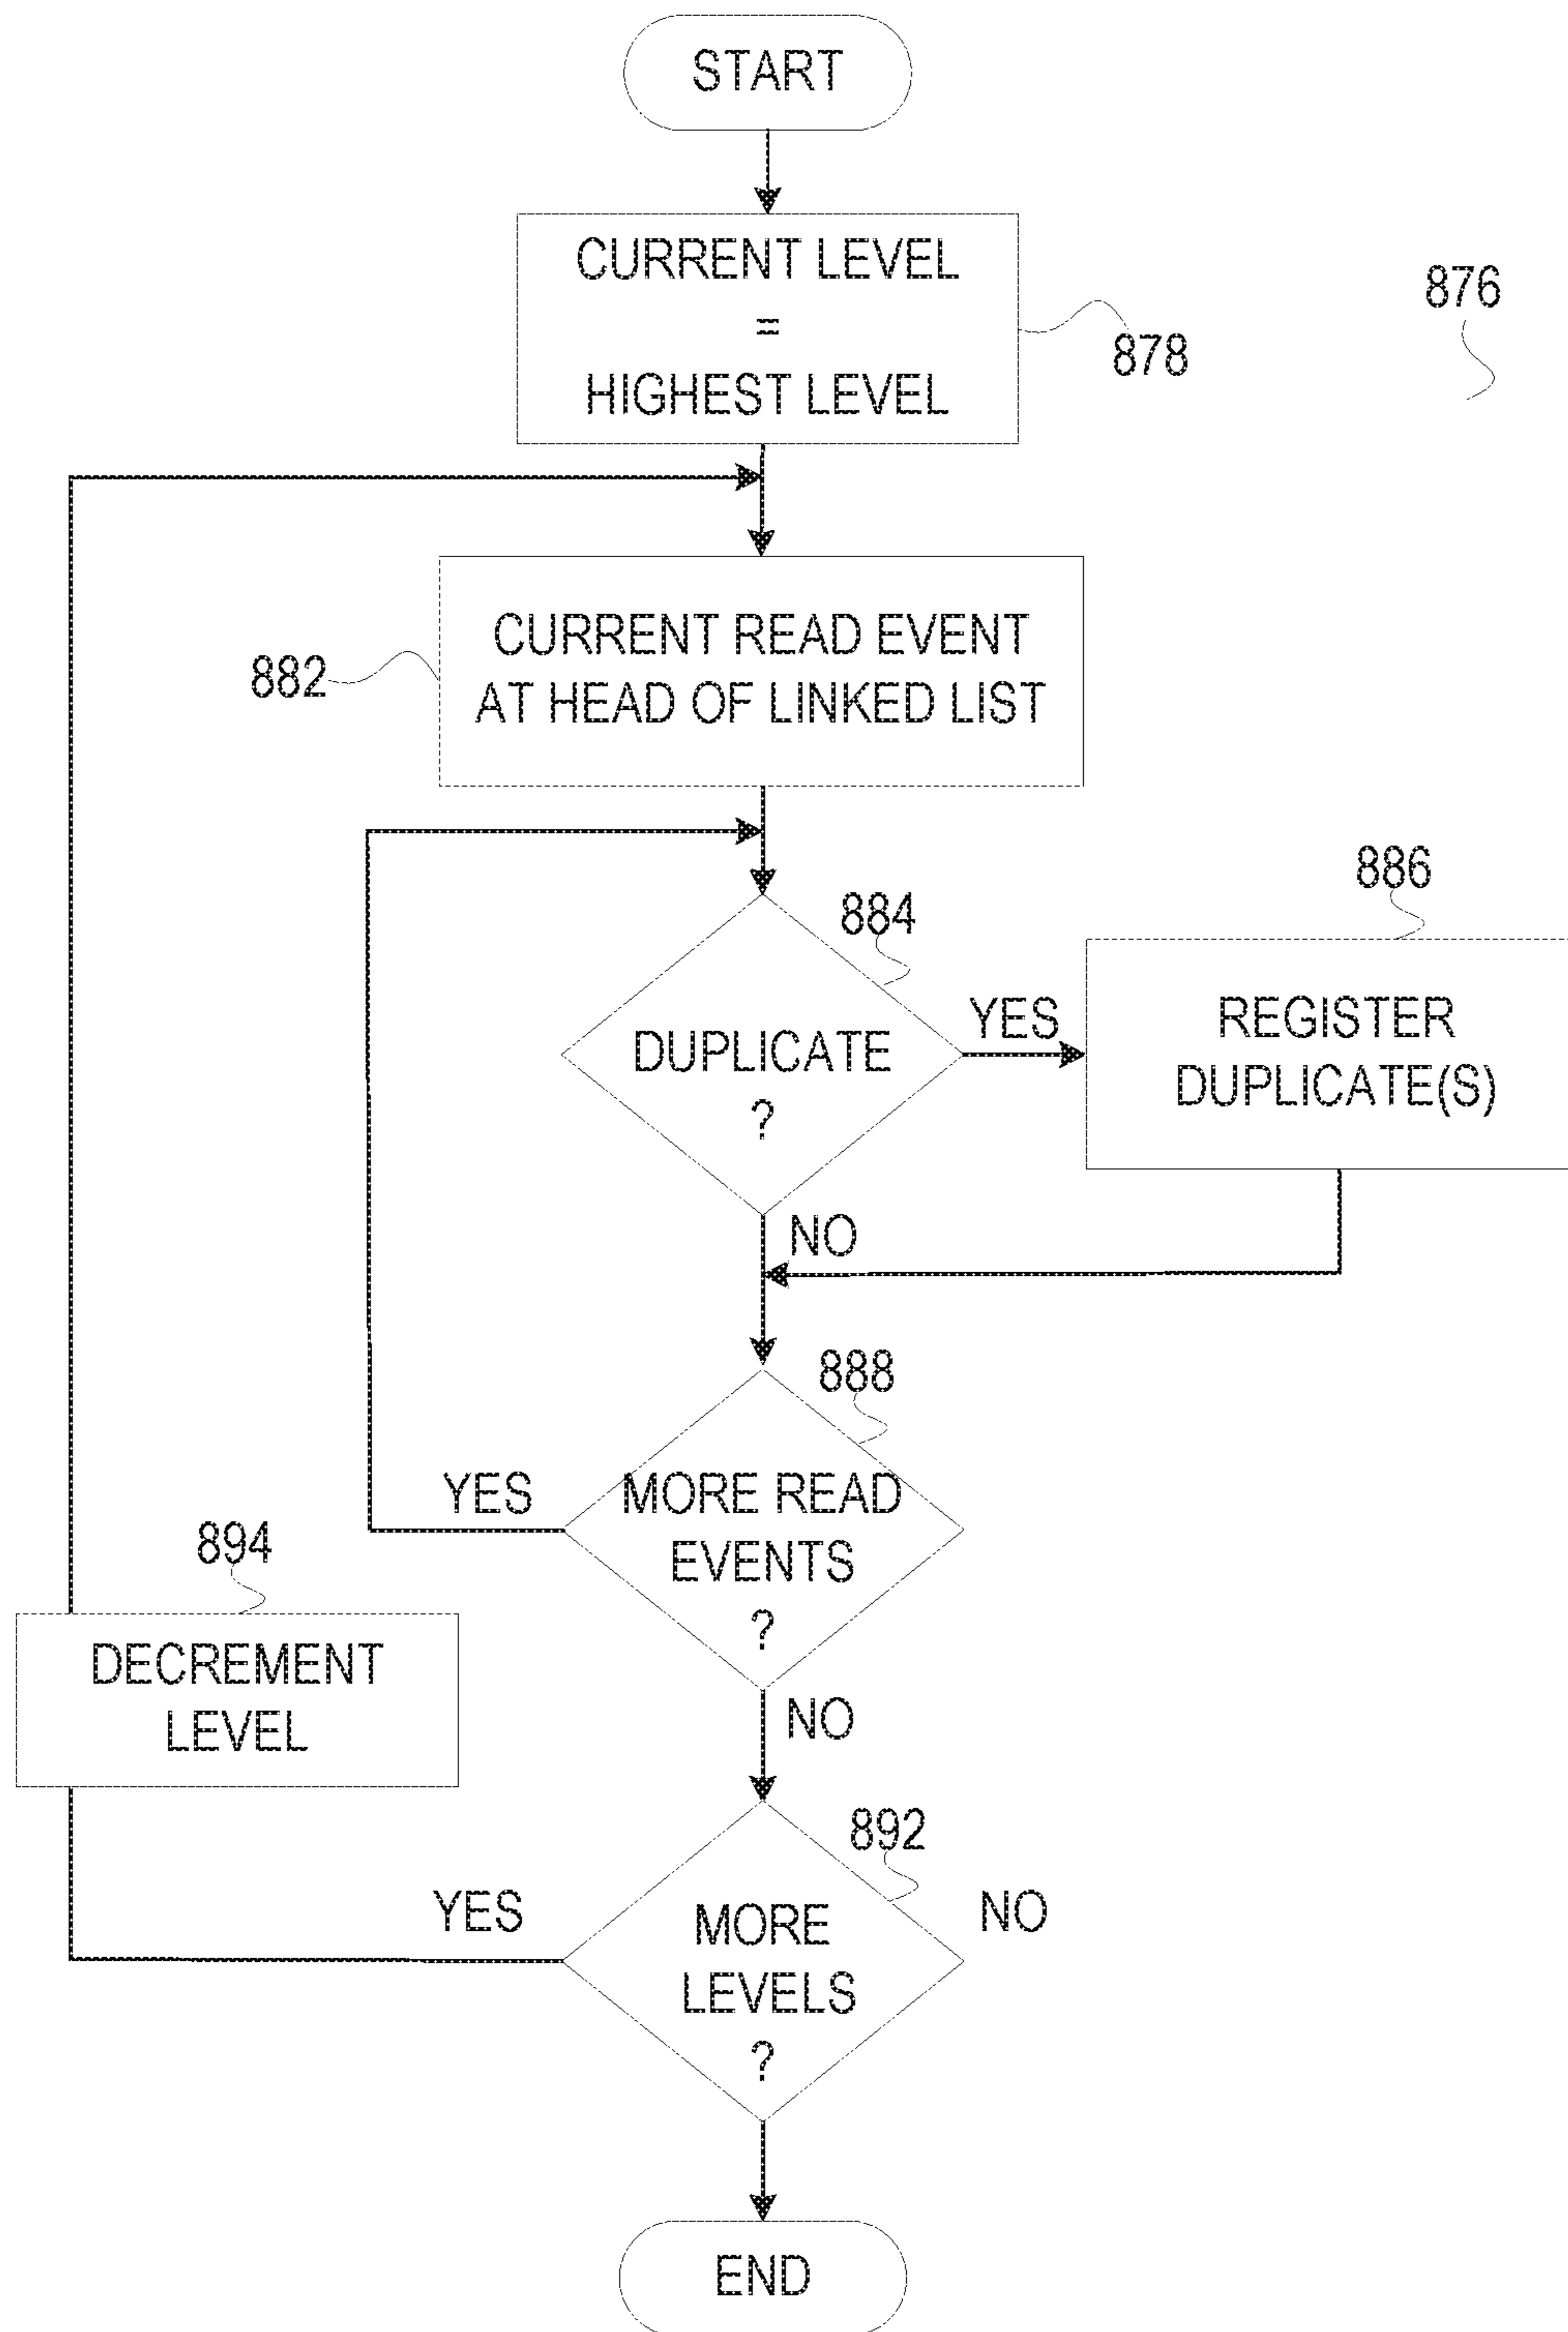 START
CURRENT LEVEL
=
HIGHEST LEVEL
878
876
CURRENT READ EVENT
AT HEAD OF LINKED LIST
882
884
886
DUPLICATE
?
YES
REGISTER
DUPLICATE(S)
NO
888
YES
MORE READ
EVENTS
?
894
DECREMENT
LEVEL
NO
892
YES
MORE
LEVELS
?
NO
END